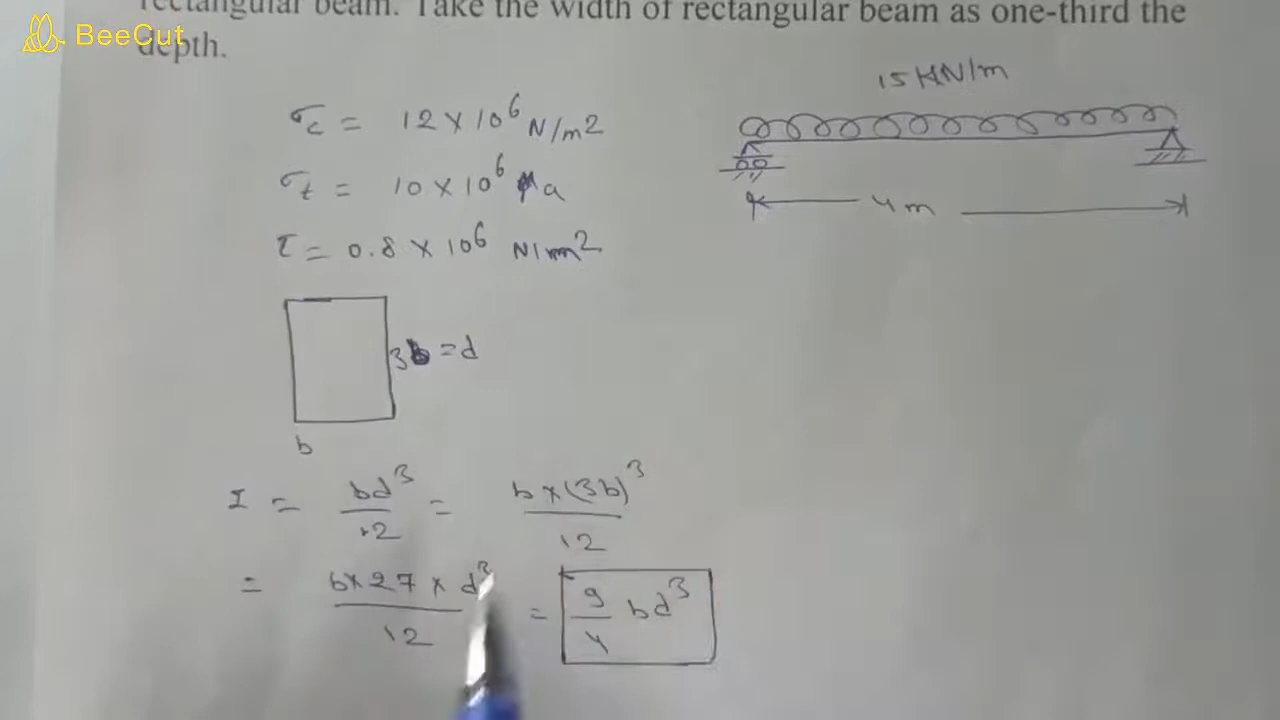 rectangular beam. Take the width of rectangular beam as one-third the
BeeCut
depth.
15 KN/m
σc = 12 × 10⁶ N/m²
σt = 10 × 10⁶ Pa
τ = 0.8 × 10⁶ N/m²
4 m
3b = d
b
I = bd³/12 = b × (3b)³/12
= b × 27 × d³/12 = 9/4 bd³